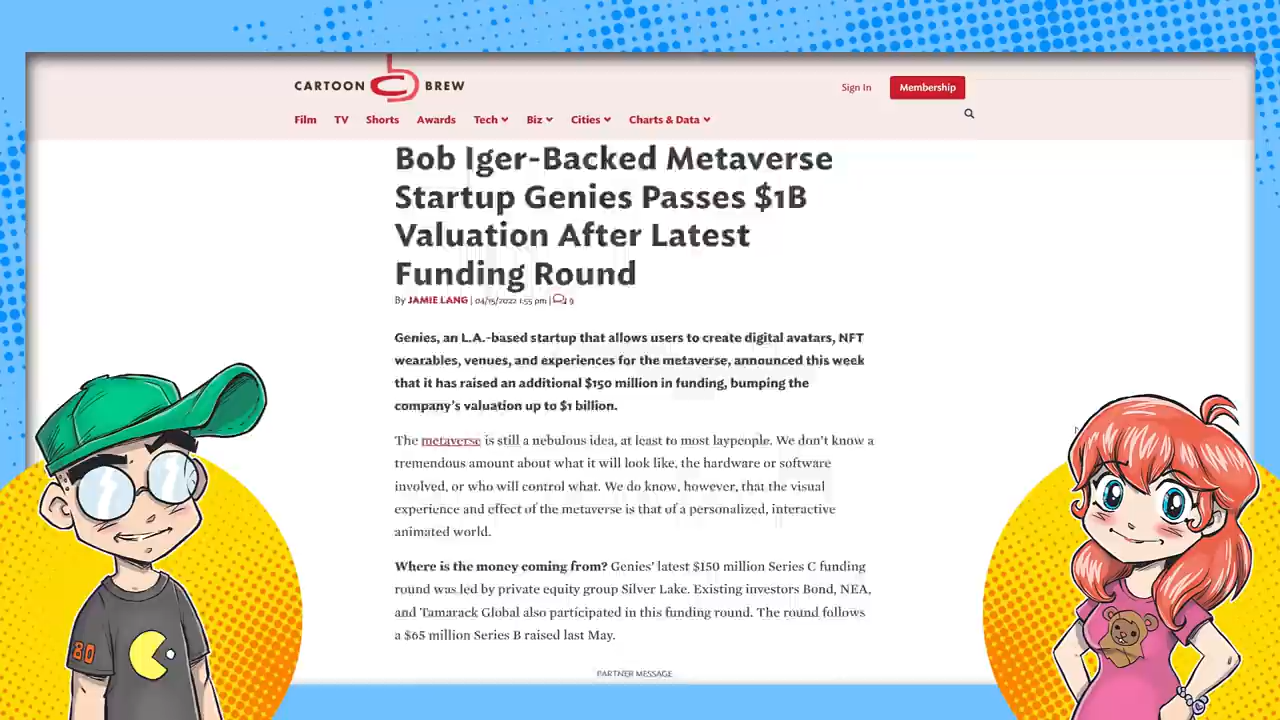 CARTOON BREW
Sign In
Membership
Film TV Shorts Awards Tech Biz Cities Charts & Data
Bob Iger-Backed Metaverse
Startup Genies Passes $1B
Valuation After Latest
Funding Round
By JAMIE LANG | 04/15/2022 1:55 pm | 9
Genies, an L.A.-based startup that allows users to create digital avatars, NFT
wearables, venues, and experiences for the metaverse, announced this week
that it has raised an additional $150 million in funding, bumping the
company's valuation up to $1 billion.
The metaverse is still a nebulous idea, at least to most laypeople. We don't know a
tremendous amount about what it will look like, the hardware or software
involved, or who will control what. We do know, however, that the visual
experience and effect of the metaverse is that of a personalized, interactive
animated world.
Where is the money coming from? Genies' latest $150 million Series C funding
round was led by private equity group Silver Lake. Existing investors Bond, NEA,
and Tamarack Global also participated in this funding round. The round follows
a $65 million Series B raised last May.
80
PARTNER MESSAGE